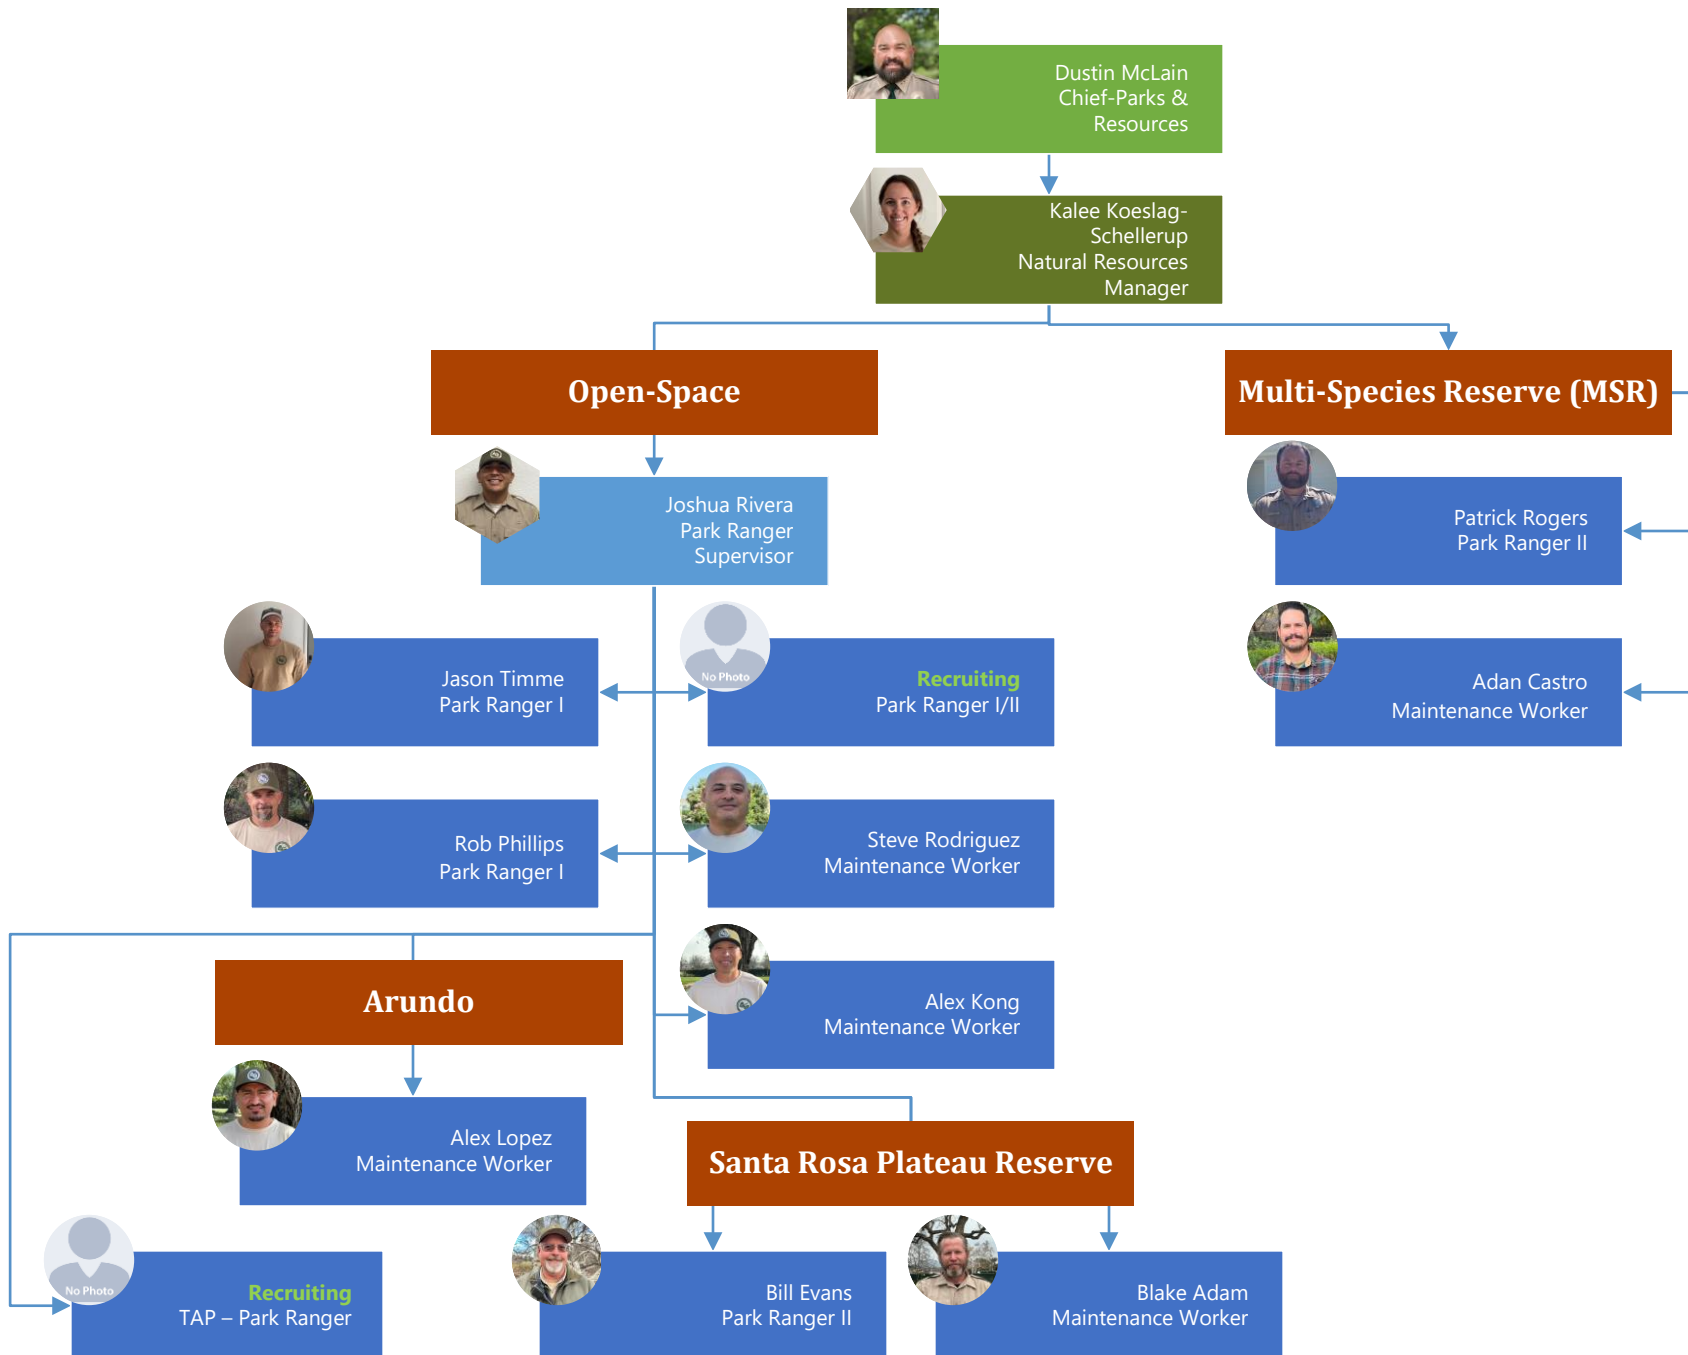 Dustin McLain
Chief-Parks &
Resources
Kalee Koeslag-
Schellerup
Natural Resources
Manager
Open-Space
Multi-Species Reserve (MSR)
Joshua Rivera
Park Ranger
Supervisor
Patrick Rogers
Park Ranger II
Jason Timme
Park Ranger I
No Photo
Recruiting
Park Ranger I/II
Adan Castro
Maintenance Worker
Rob Phillips
Park Ranger I
Steve Rodriguez
Maintenance Worker
Arundo
Alex Kong
Maintenance Worker
Alex Lopez
Maintenance Worker
Santa Rosa Plateau Reserve
No Photo
Recruiting
TAP – Park Ranger
Bill Evans
Park Ranger II
Blake Adam
Maintenance Worker